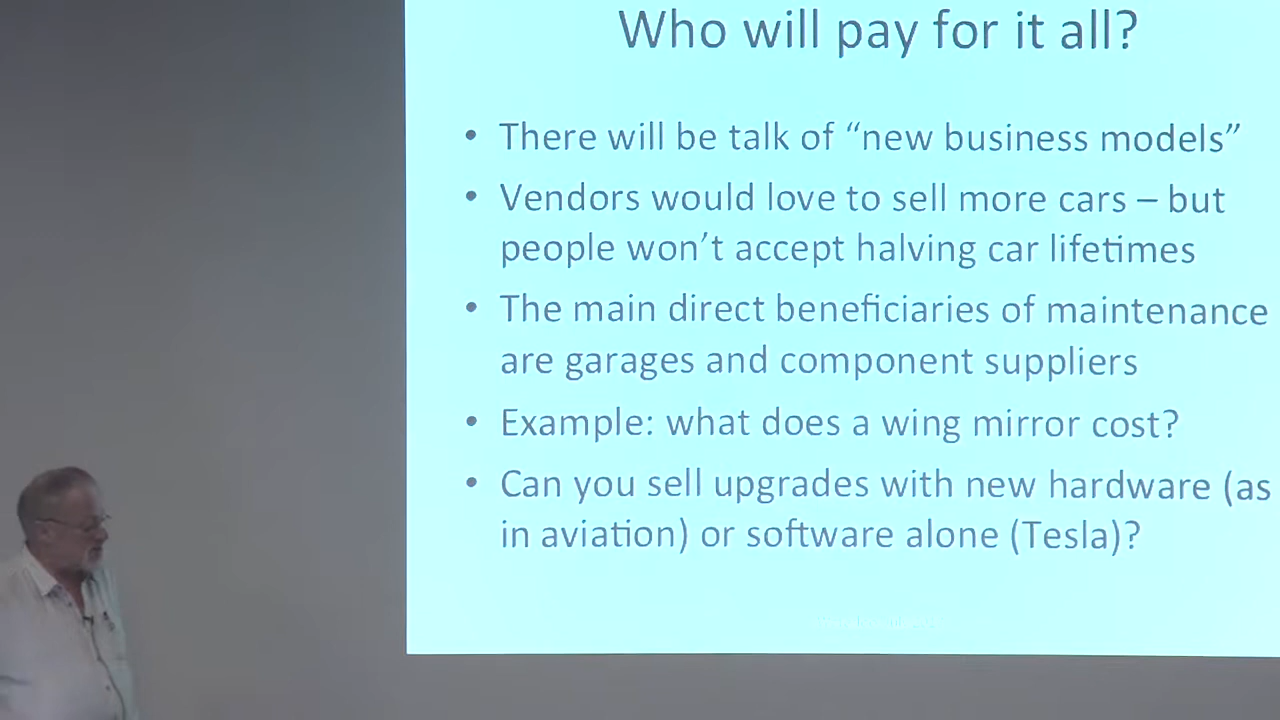 Who will pay for it all?
• There will be talk of “new business models”
• Vendors would love to sell more cars – but
people won’t accept halving car lifetimes
• The main direct beneficiaries of maintenance
are garages and component suppliers
• Example: what does a wing mirror cost?
• Can you sell upgrades with new hardware (as
in aviation) or software alone (Tesla)?